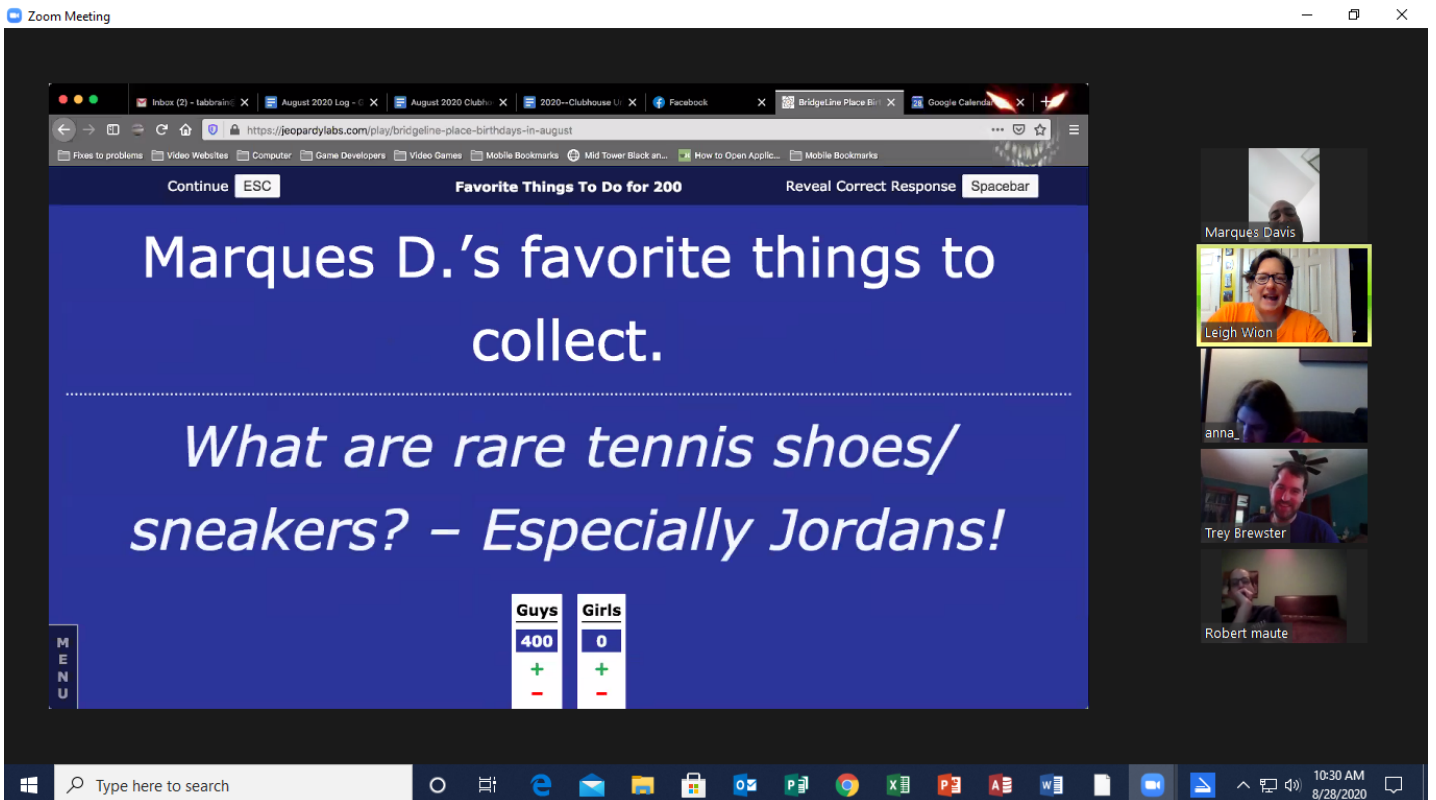 Zoom Meeting
Inbox (2) - tabbrain
August 2020 Log - G
August 2020 Clubho
2020--Clubhouse U
Facebook
BridgeLine Place Bir
28 Google Calenda
https://jeopardylabs.com/play/bridgeline-place-birthdays-in-august
Fixes to problems Video Websites Computer Game Developers Video Games Mobile Bookmarks Mid Tower Black an... How to Open Applic... Mobile Bookmarks
Continue ESC Favorite Things To Do for 200 Reveal Correct Response Spacebar
Marques D.’s favorite things to
collect.
What are rare tennis shoes/
sneakers? – Especially Jordans!
Guys Girls
400 0
+ +
- -
MENU
Marques Davis
Leigh Wion
anna_
Trey Brewster
Robert maute
Type here to search
10:30 AM
8/28/2020